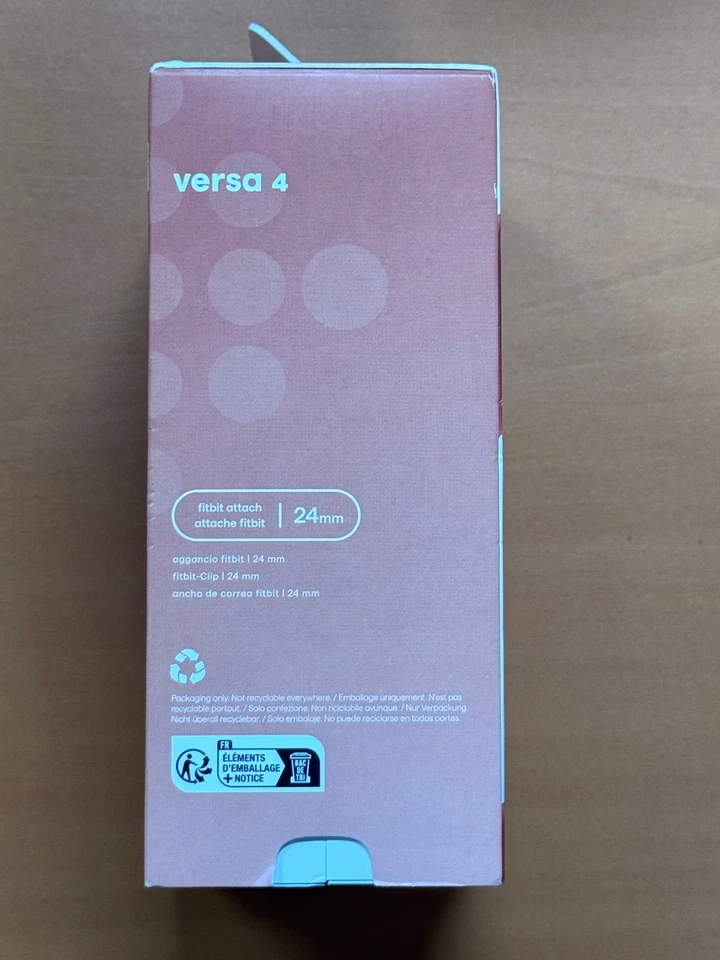 versa 4
fitbit attach
attache fitbit
24mm
aggancio fitbit | 24 mm
fitbit-Clip | 24 mm
ancho de correa fitbit | 24 mm
Packaging only. Not recyclable everywhere. / Emballage uniquement. N'est pas
recyclable partout. / Solo confezione. Non riciclabile ovunque. / Nur Verpackung.
Nicht überall recycelbar. / Solo embalaje. No puede reciclarse en todas partes.
FR
ÉLÉMENTS
D'EMBALLAGE
+ NOTICE
BAC
DE
TRI